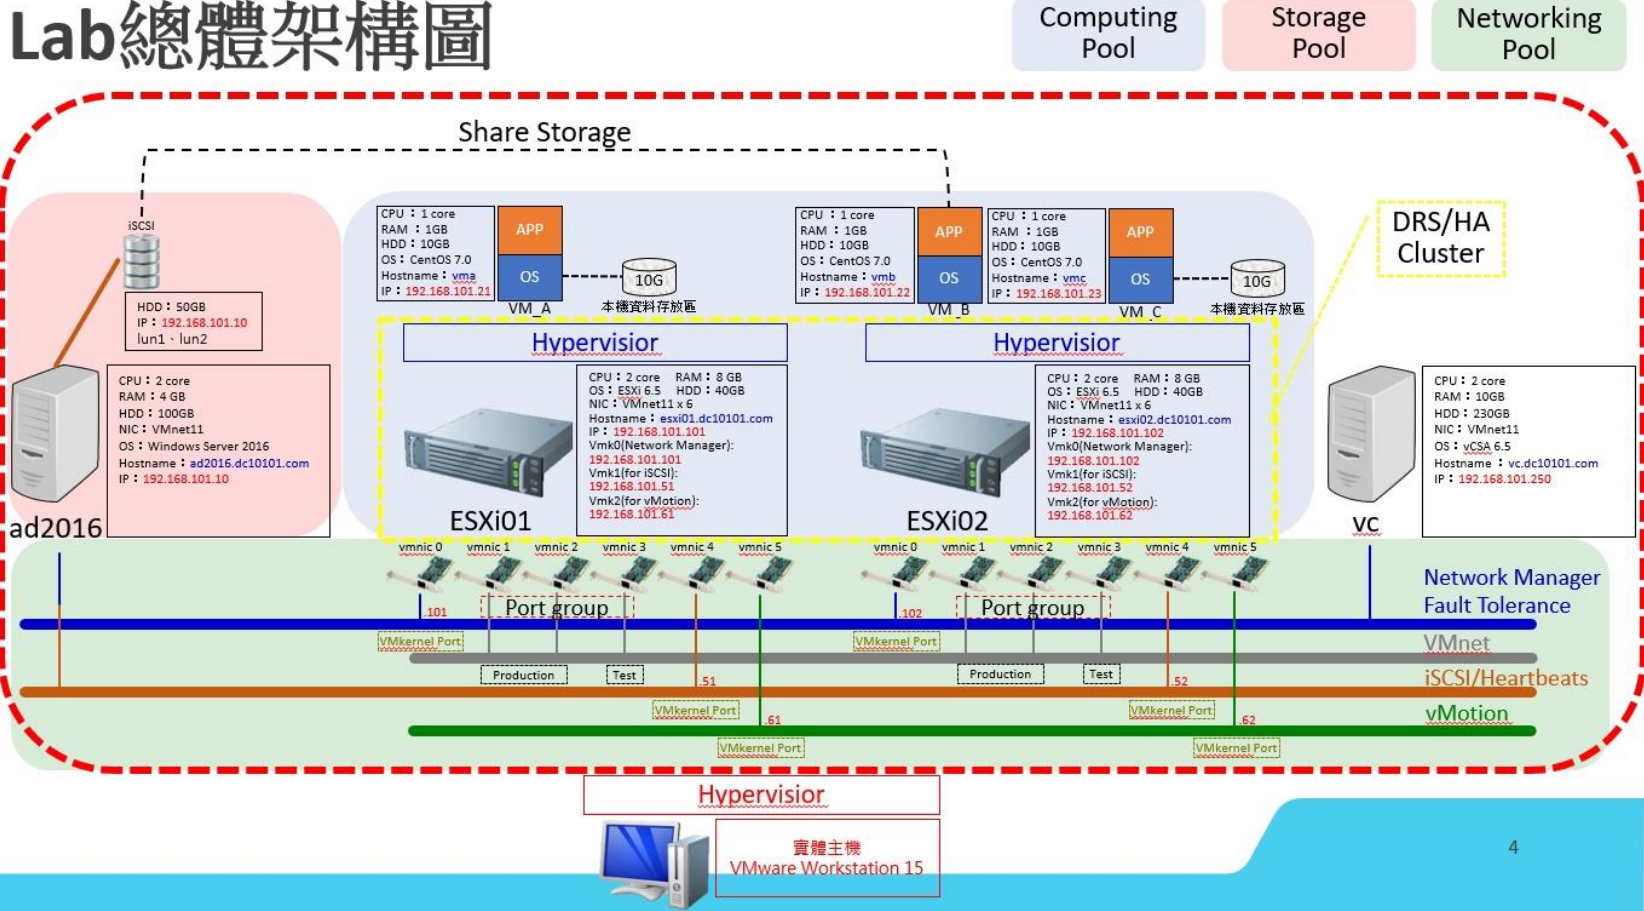 Lab總體架構圖
Computing
Pool
Storage
Pool
Networking
Pool
Share Storage
iSCSI
HDD：50GB
IP：192.168.101.10
lun1、lun2
CPU：2 core
RAM：4 GB
HDD：100GB
NIC：VMnet11
OS：Windows Server 2016
Hostname：ad2016.dc10101.com
IP：192.168.101.10
ad2016
CPU：1 core
RAM：1GB
HDD：10GB
OS：CentOS 7.0
Hostname：vma
IP：192.168.101.21
APP
OS
VM_A
10G
本機資料存放區
CPU：1 core
RAM：1GB
HDD：10GB
OS：CentOS 7.0
Hostname：vmb
IP：192.168.101.22
APP
OS
VM_B
CPU：1 core
RAM：1GB
HDD：10GB
OS：CentOS 7.0
Hostname：vmc
IP：192.168.101.23
APP
OS
VM_C
10G
本機資料存放區
DRS/HA
Cluster
Hypervisior
CPU：2 core RAM：8 GB
OS：ESXi 6.5 HDD：40GB
NIC：VMnet11 x 6
Hostname：esxi01.dc10101.com
IP：192.168.101.101
Vmk0(Network Manager):
192.168.101.101
Vmk1(for iSCSI):
192.168.101.51
Vmk2(for vMotion):
192.168.101.61
ESXi01
Hypervisior
CPU：2 core RAM：8 GB
OS：ESXi 6.5 HDD：40GB
NIC：VMnet11 x 6
Hostname：esxi02.dc10101.com
IP：192.168.101.102
Vmk0(Network Manager):
192.168.101.102
Vmk1(for iSCSI):
192.168.101.52
Vmk2(for vMotion):
192.168.101.62
ESXi02
CPU：2 core
RAM：10GB
HDD：230GB
NIC：VMnet11
OS：vCSA 6.5
Hostname：vc.dc10101.com
IP：192.168.101.250
vc
vmnic 0 vmnic 1 vmnic 2 vmnic 3 vmnic 4 vmnic 5
vmnic 0 vmnic 1 vmnic 2 vmnic 3 vmnic 4 vmnic 5
.101
Port group
.102
Port group
Network Manager
Fault Tolerance
VMkernel Port
VMkernel Port
VMnet
Production
Test
Production
Test
.51
.52
iSCSI/Heartbeats
VMkernel Port
VMkernel Port
.61
.62
vMotion
VMkernel Port
VMkernel Port
Hypervisior
實體主機
VMware Workstation 15
4